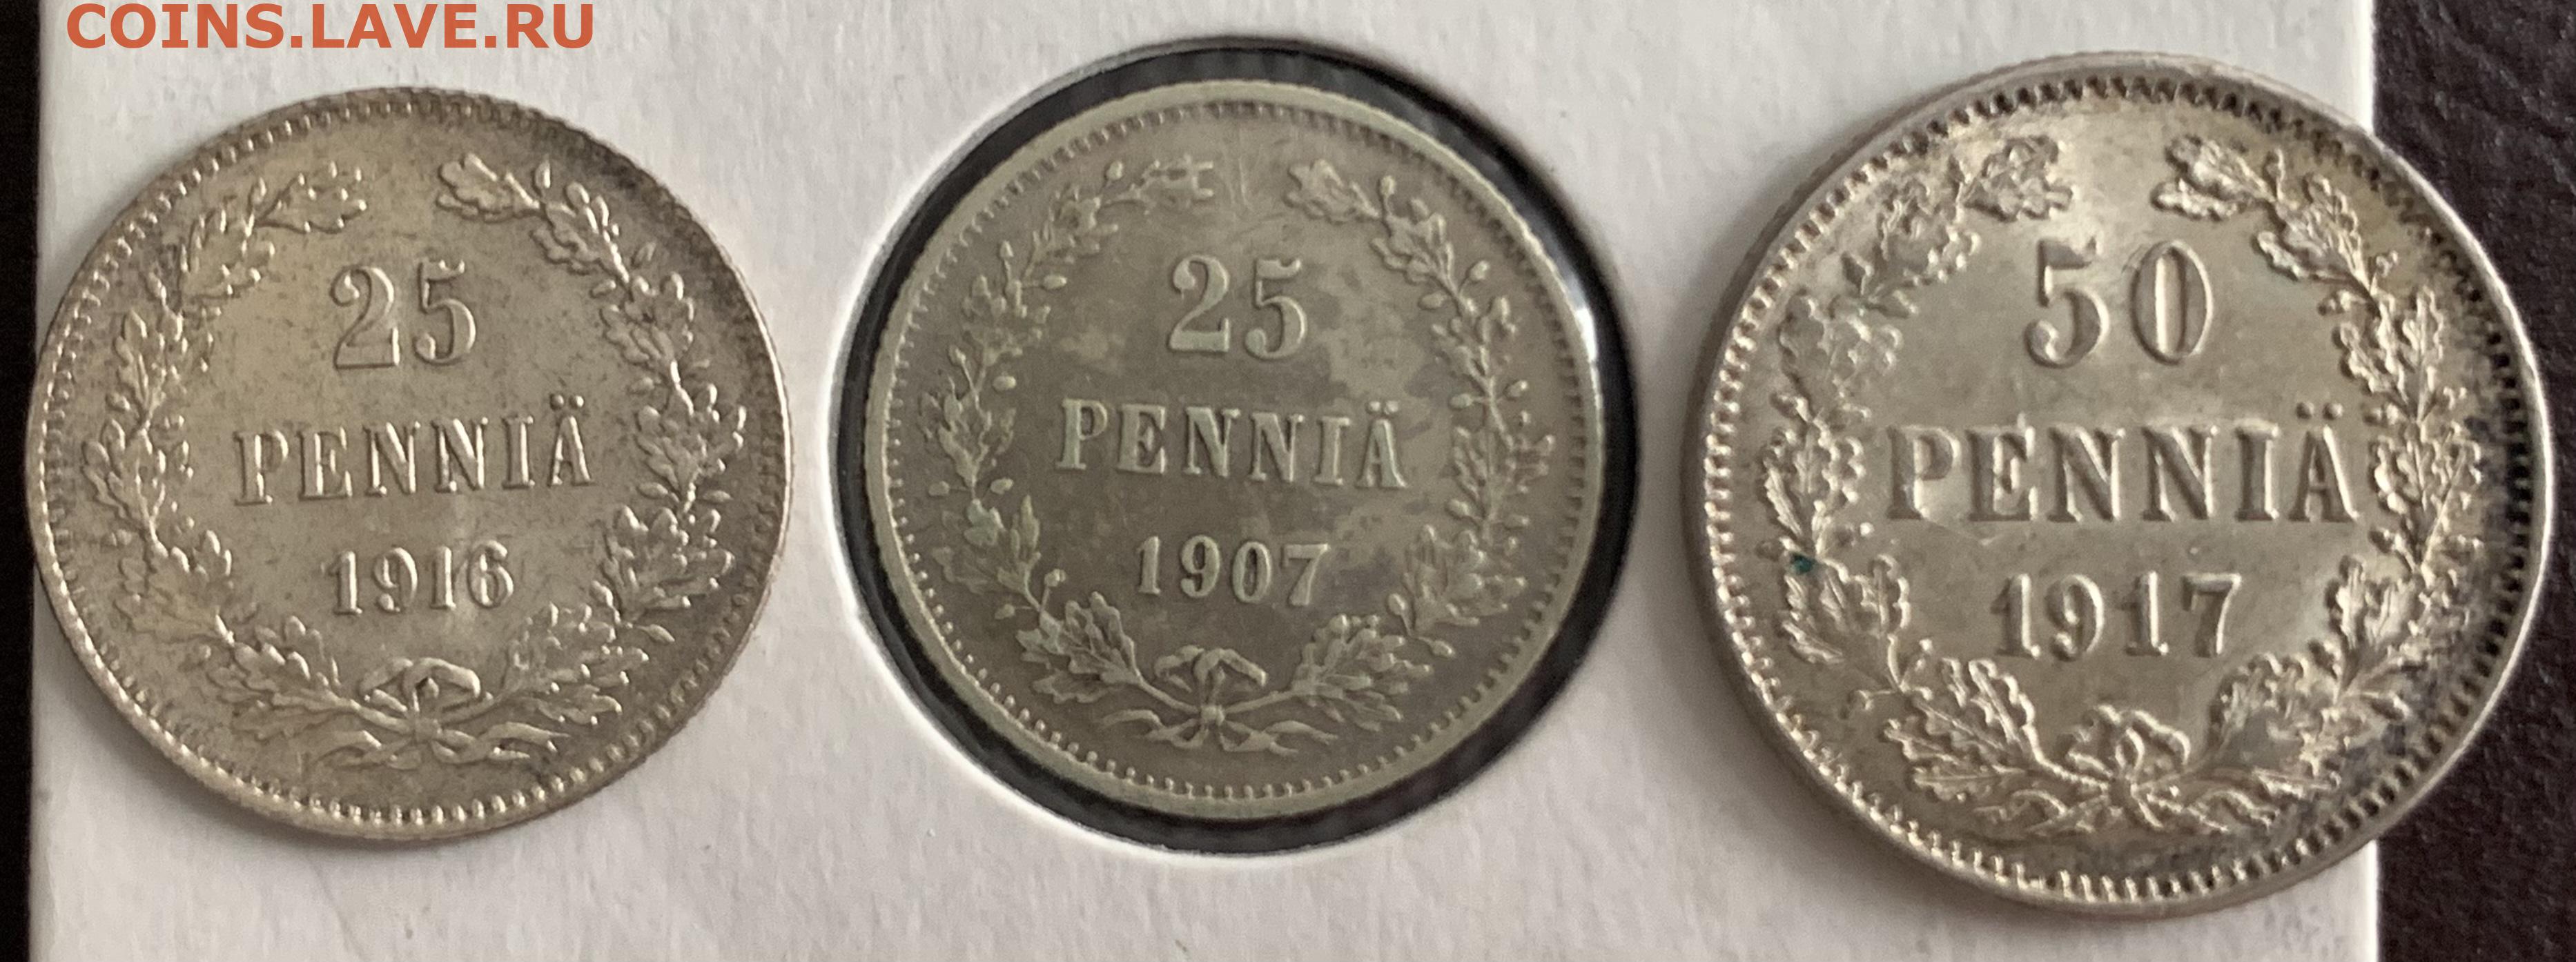 COINS.LAVE.RU
25
PENNIÄ
1916
25
PENNIÄ
1907
50
PENNIÄ
1917